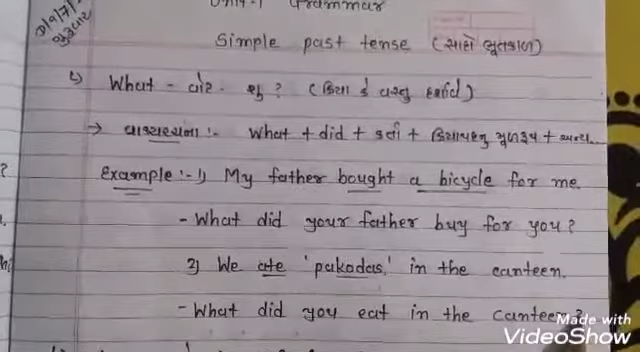 Unit-1 Grammar
ગુરુવાર
Simple past tense (સાદો ભૂતકાળ)
What - વોટ - શું? (ક્રિયા કે વસ્તુ દર્શાવે)
→ વાક્યરચના :- What + did + કર્તા + ક્રિયાપદનું મૂળરૂપ + અન્ય.
Example :- 1) My father bought a bicycle for me.
- What did your father buy for you?
2) We ate 'pakodas' in the canteen.
- What did you eat in the canteen?
Made with
VideoShow